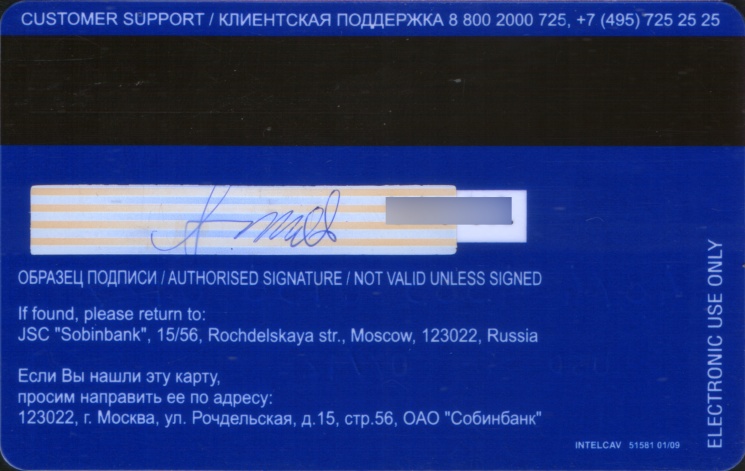 CUSTOMER SUPPORT / КЛИЕНТСКАЯ ПОДДЕРЖКА 8 800 2000 725, +7 (495) 725 25 25
ОБРАЗЕЦ ПОДПИСИ / AUTHORISED SIGNATURE / NOT VALID UNLESS SIGNED
If found, please return to:
JSC "Sobinbank", 15/56, Rochdelskaya str., Moscow, 123022, Russia
Если Вы нашли эту карту,
просим направить ее по адресу:
123022, г. Москва, ул. Рочдельская, д.15, стр.56, ОАО "Собинбанк"
INTELCAV 51581 01/09
ELECTRONIC USE ONLY